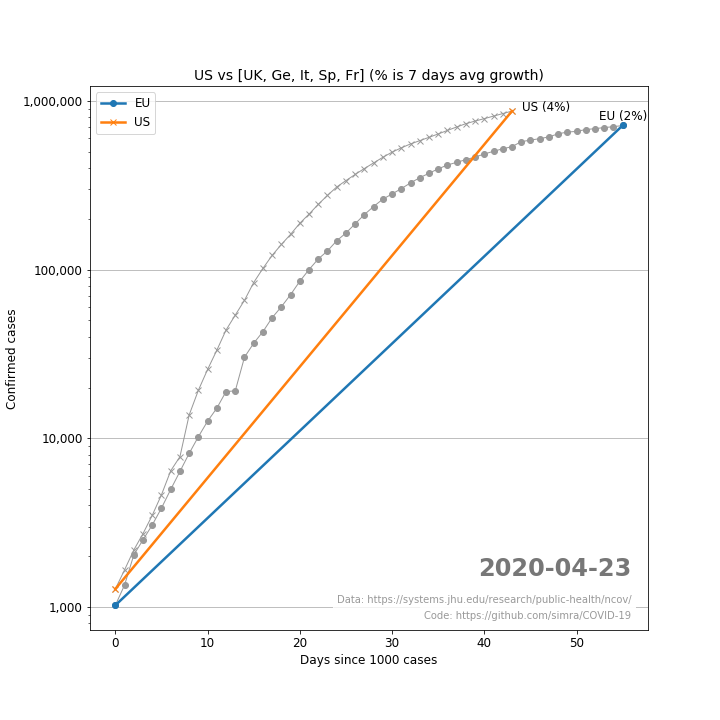 US vs [UK, Ge, It, Sp, Fr] (% is 7 days avg growth)
EU
US
US (4%)
EU (2%)
1,000,000
100,000
10,000
1,000
Confirmed cases
2020-04-23
Data: https://systems.jhu.edu/research/public-health/ncov/
Code: https://github.com/simra/COVID-19
0 10 20 30 40 50
Days since 1000 cases